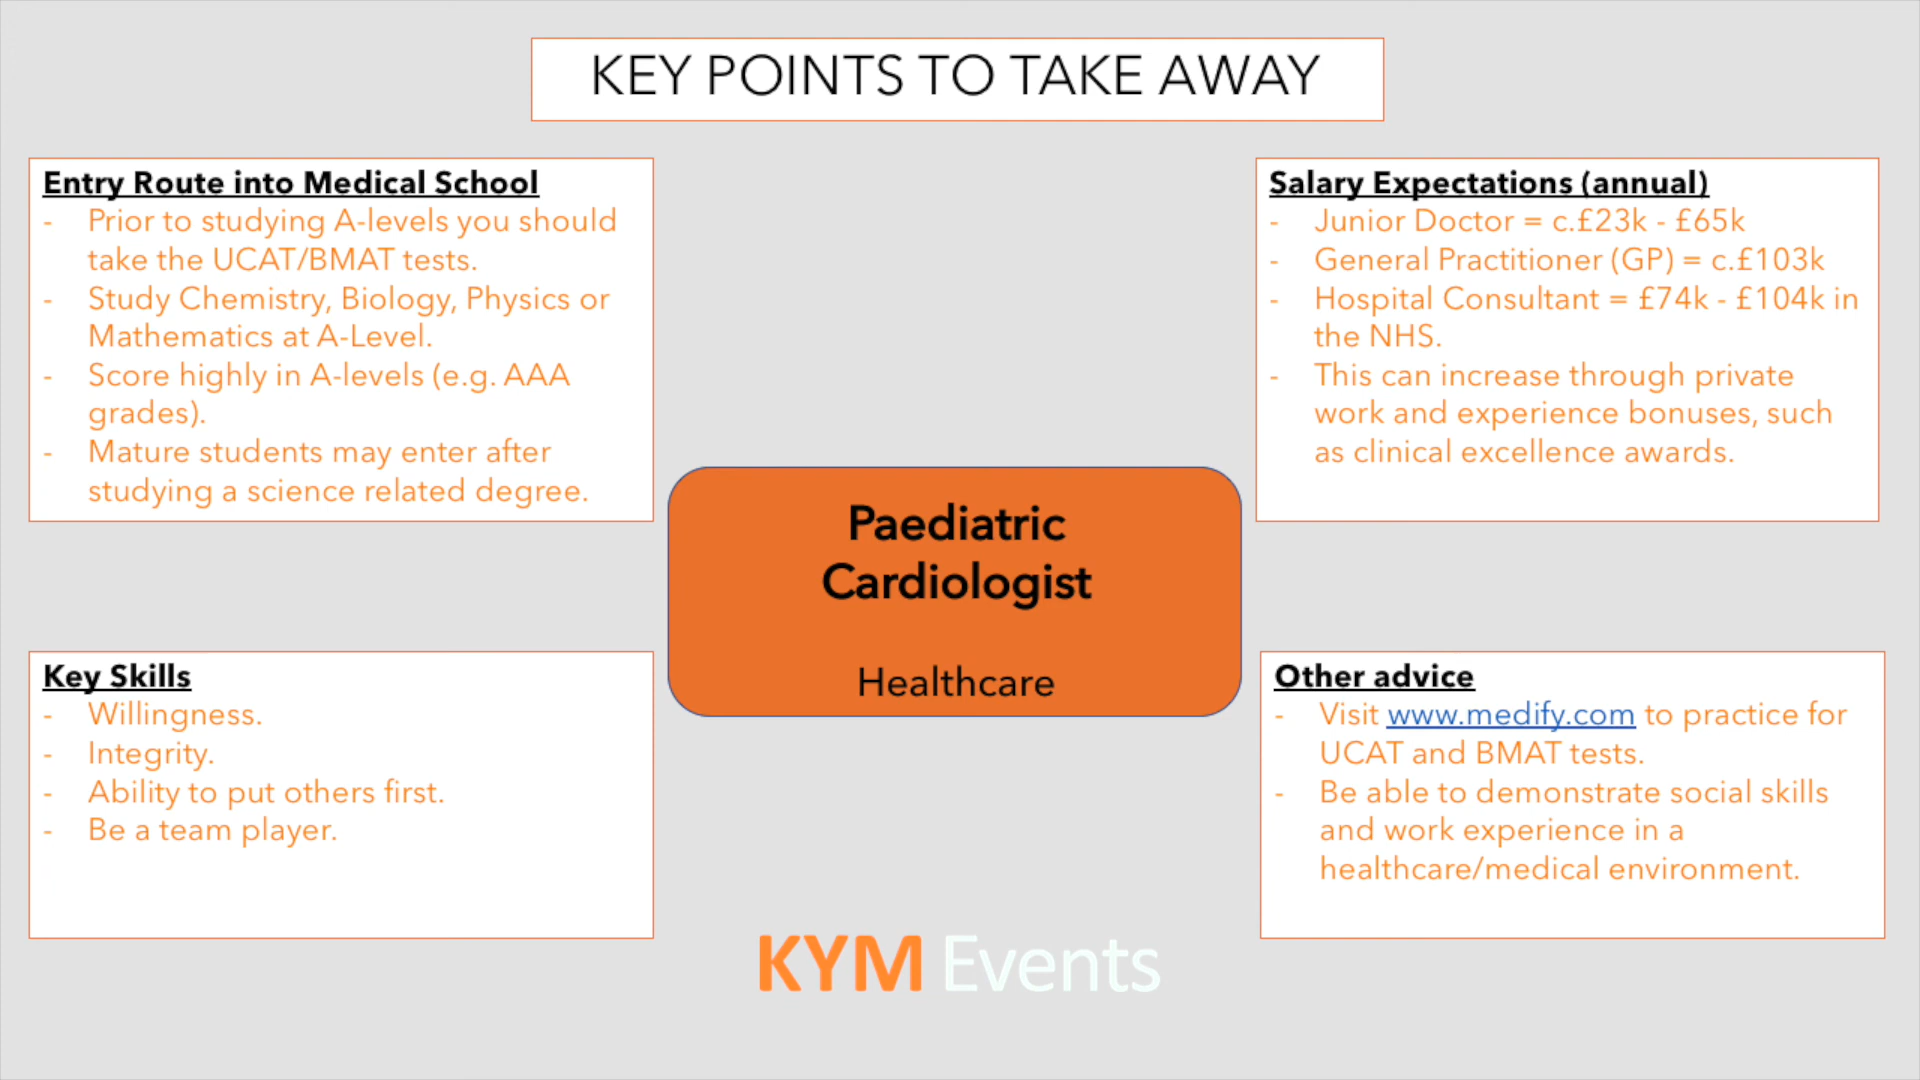 KEY POINTS TO TAKE AWAY
Entry Route into Medical School
- Prior to studying A-levels you should
take the UCAT/BMAT tests.
- Study Chemistry, Biology, Physics or
Mathematics at A-Level.
- Score highly in A-levels (e.g. AAA
grades).
- Mature students may enter after
studying a science related degree.
Salary Expectations (annual)
- Junior Doctor = c.£23k - £65k
- General Practitioner (GP) = c.£103k
- Hospital Consultant = £74k - £104k in
the NHS.
- This can increase through private
work and experience bonuses, such
as clinical excellence awards.
Paediatric
Cardiologist
Healthcare
Key Skills
- Willingness.
- Integrity.
- Ability to put others first.
- Be a team player.
Other advice
- Visit www.medify.com to practice for
UCAT and BMAT tests.
- Be able to demonstrate social skills
and work experience in a
healthcare/medical environment.
KYM Events